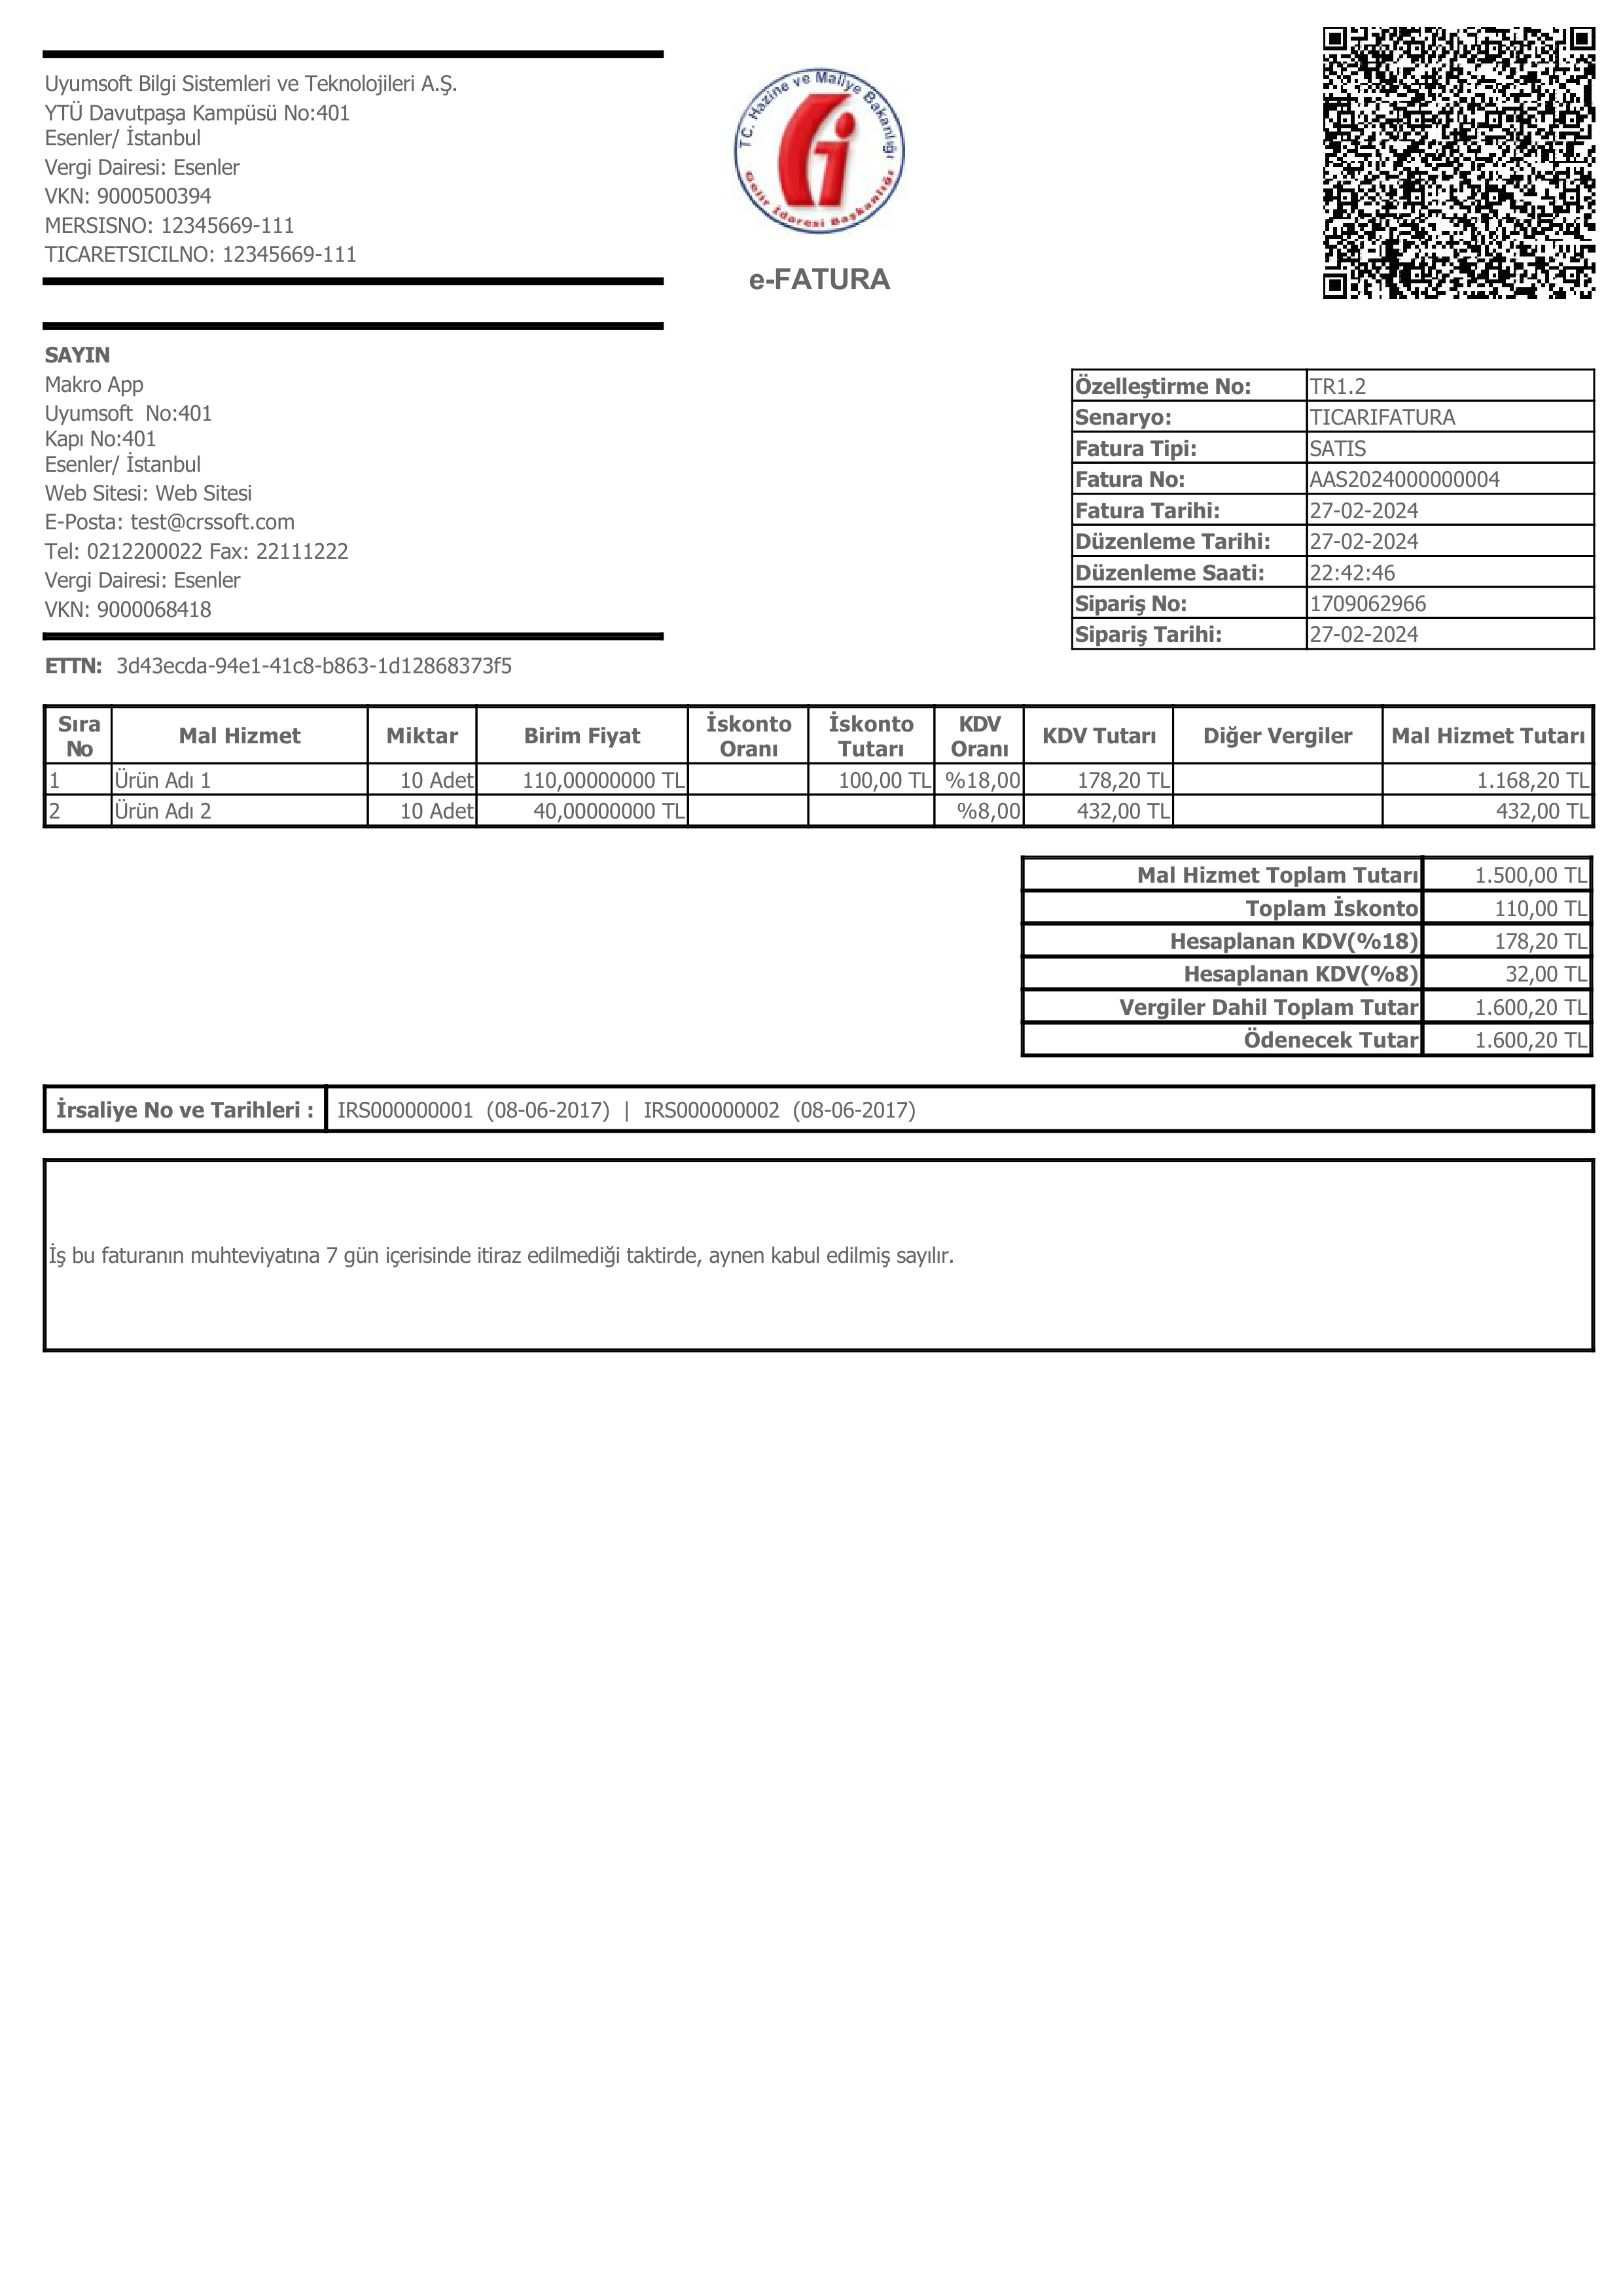 Uyumsoft Bilgi Sistemleri ve Teknolojileri A.Ş.
YTÜ Davutpaşa Kampüsü No:401
Esenler/ İstanbul
Vergi Dairesi: Esenler
VKN: 9000500394
MERSISNO: 12345669-111
TICARETSICILNO: 12345669-111
T.C. Hazine ve Maliye Bakanlığı
Gelir İdaresi Başkanlığı
e-FATURA
SAYIN
Makro App
Uyumsoft No:401
Kapı No:401
Esenler/ İstanbul
Web Sitesi: Web Sitesi
E-Posta: test@crssoft.com
Tel: 0212200022 Fax: 22111222
Vergi Dairesi: Esenler
VKN: 9000068418
ETTN: 3d43ecda-94e1-41c8-b863-1d12868373f5
Özelleştirme No: TR1.2
Senaryo: TICARIFATURA
Fatura Tipi: SATIS
Fatura No: AAS2024000000004
Fatura Tarihi: 27-02-2024
Düzenleme Tarihi: 27-02-2024
Düzenleme Saati: 22:42:46
Sipariş No: 1709062966
Sipariş Tarihi: 27-02-2024
Sıra No Mal Hizmet Miktar Birim Fiyat İskonto Oranı İskonto Tutarı KDV Oranı KDV Tutarı Diğer Vergiler Mal Hizmet Tutarı
1 Ürün Adı 1 10 Adet 110,00000000 TL 100,00 TL %18,00 178,20 TL 1.168,20 TL
2 Ürün Adı 2 10 Adet 40,00000000 TL %8,00 432,00 TL 432,00 TL
Mal Hizmet Toplam Tutarı 1.500,00 TL
Toplam İskonto 110,00 TL
Hesaplanan KDV(%18) 178,20 TL
Hesaplanan KDV(%8) 32,00 TL
Vergiler Dahil Toplam Tutar 1.600,20 TL
Ödenecek Tutar 1.600,20 TL
İrsaliye No ve Tarihleri : IRS000000001 (08-06-2017) | IRS000000002 (08-06-2017)
İş bu faturanın muhteviyatına 7 gün içerisinde itiraz edilmediği taktirde, aynen kabul edilmiş sayılır.